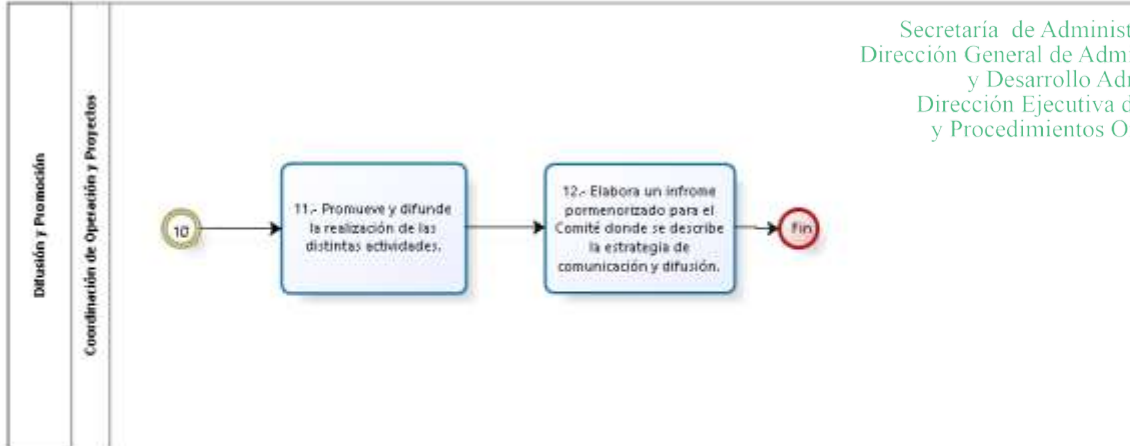 Secretaría de Administ
Dirección General de Admi
y Desarrollo Adr
Dirección Ejecutiva d
y Procedimientos O
Difusión y Promoción
Coordinación de Operación y Proyectos
10
11.- Promueve y difunde
la realización de las
distintas actividades.
12.- Elabora un infrome
pormenorizado para el
Comité donde se describe
la estrategia de
comunicación y difusión.
Fin